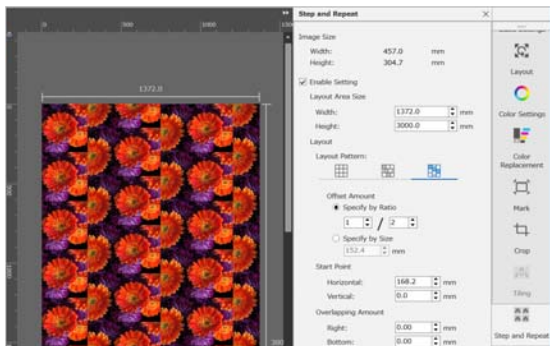 Step and Repeat
Image Size
Width: 457.0 mm
Height: 304.7 mm
Enable Setting
Layout Area Size
Width: 1372.0 mm
Height: 3000.0 mm
Layout
Layout Pattern:
Offset Amount
Specify by Ratio
1 / 2
Specify by Size
152.4 mm
Start Point
Horizontal: 168.2 mm
Vertical: 0.0 mm
Overlapping Amount
Right: 0.00 mm
Bottom: 0.00 mm
0 500 1000
1372.0
Layout
Color Settings
Color
Replacement
Mark
Crop
Tiling
Step and Repeat